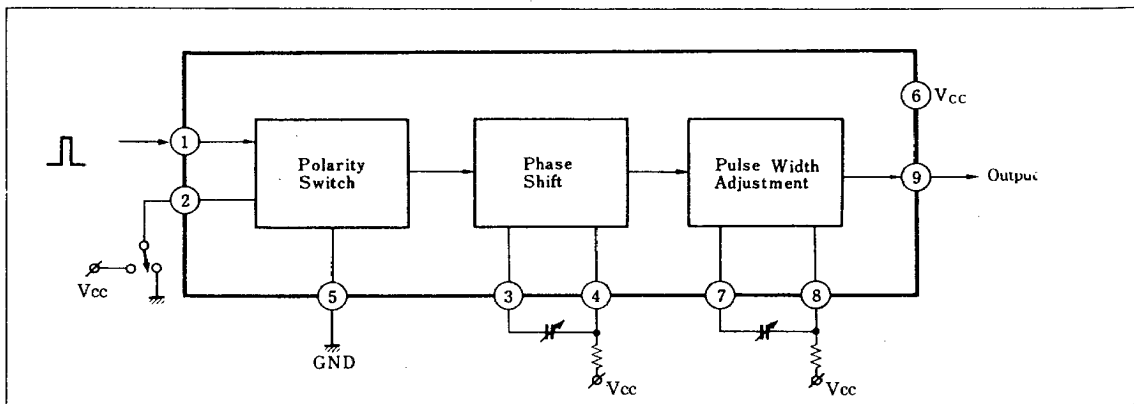 6 VCC
1
Polarity
Switch
Phase
Shift
Pulse Width
Adjustment
9 Output
2
Vcc
5
3
4
7
8
GND
Vcc
Vcc